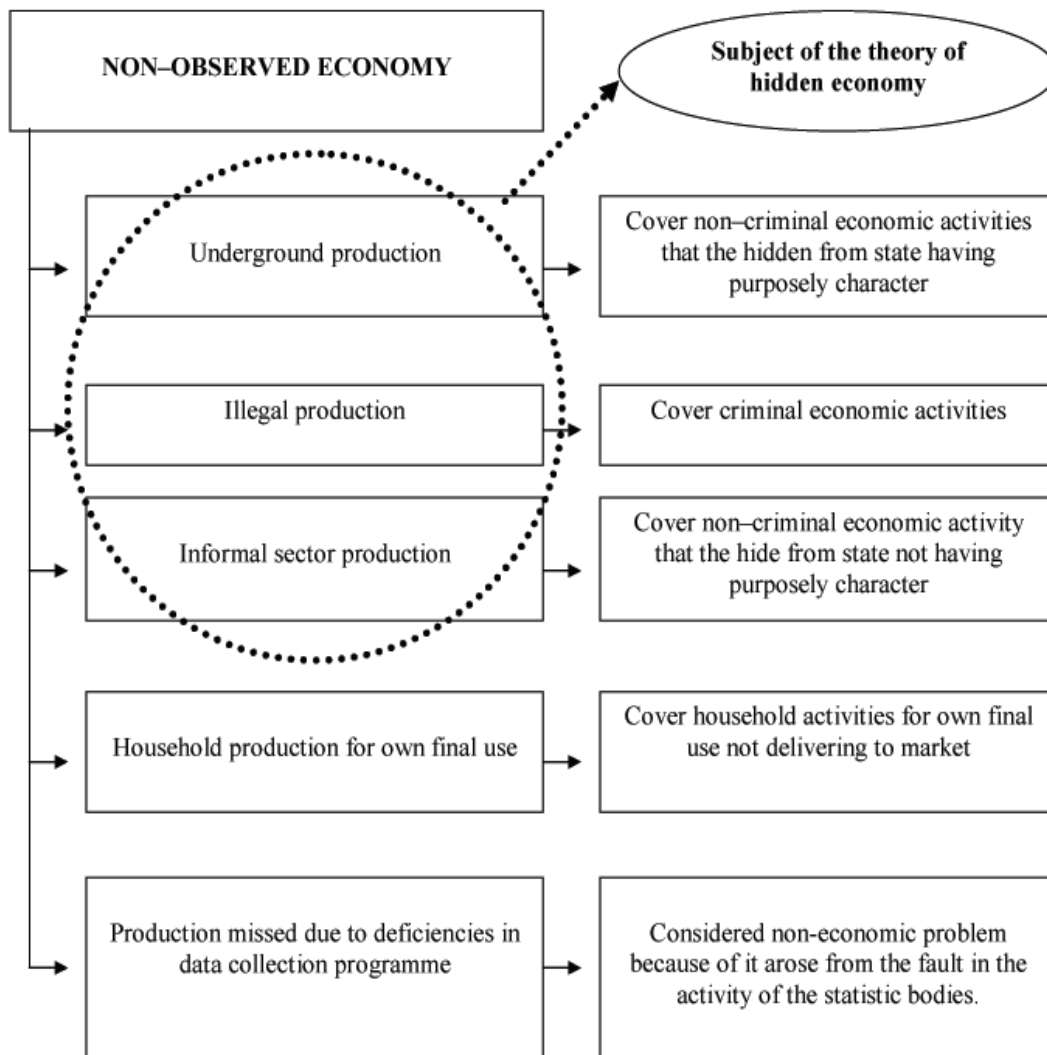 NON–OBSERVED ECONOMY
Subject of the theory of
hidden economy
Underground production
Cover non–criminal economic activities
that the hidden from state having
purposely character
Illegal production
Cover criminal economic activities
Informal sector production
Cover non–criminal economic activity
that the hide from state not having
purposely character
Household production for own final use
Cover household activities for own final
use not delivering to market
Production missed due to deficiencies in
data collection programme
Considered non-economic problem
because of it arose from the fault in the
activity of the statistic bodies.